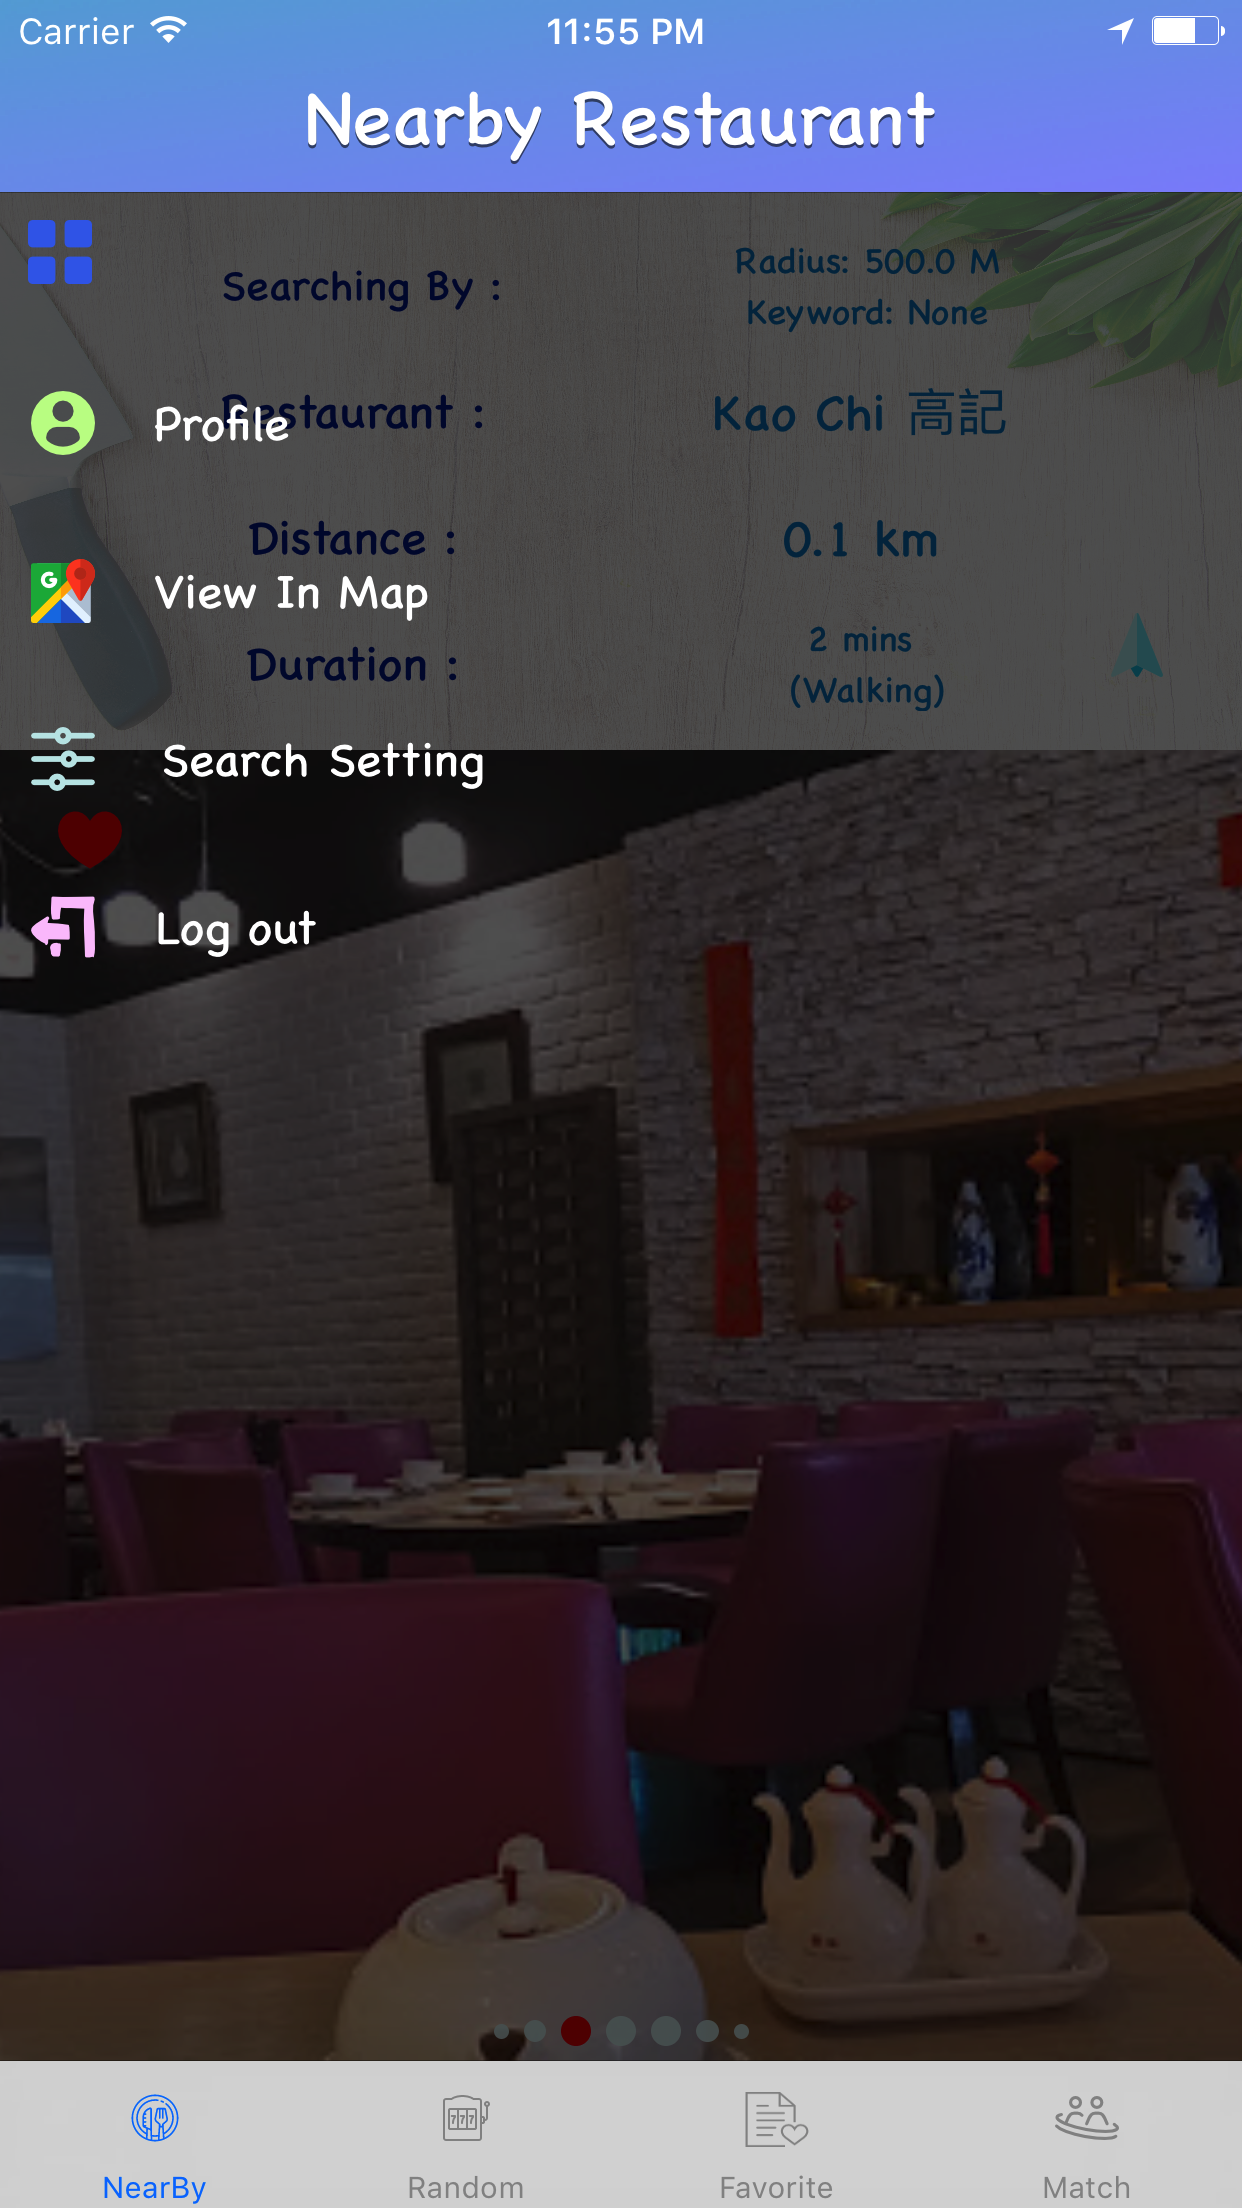 Carrier 11:55 PM
Nearby Restaurant
Searching By :
Radius: 500.0 M
Keyword: None
Restaurant :
Kao Chi 高記
Profile
Distance :
0.1 km
View In Map
Duration :
2 mins
(Walking)
Search Setting
Log out
777
NearBy Random Favorite Match